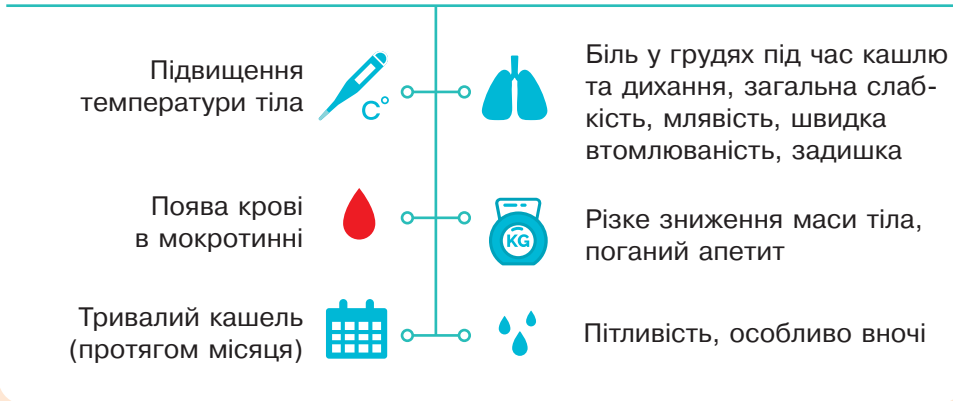 Підвищення
температури тіла
C°
Біль у грудях під час кашлю
та дихання, загальна слаб-
кість, млявість, швидка
втомлюваність, задишка
Поява крові
в мокротинні
KG
Різке зниження маси тіла,
поганий апетит
Тривалий кашель
(протягом місяця)
Пітливість, особливо вночі